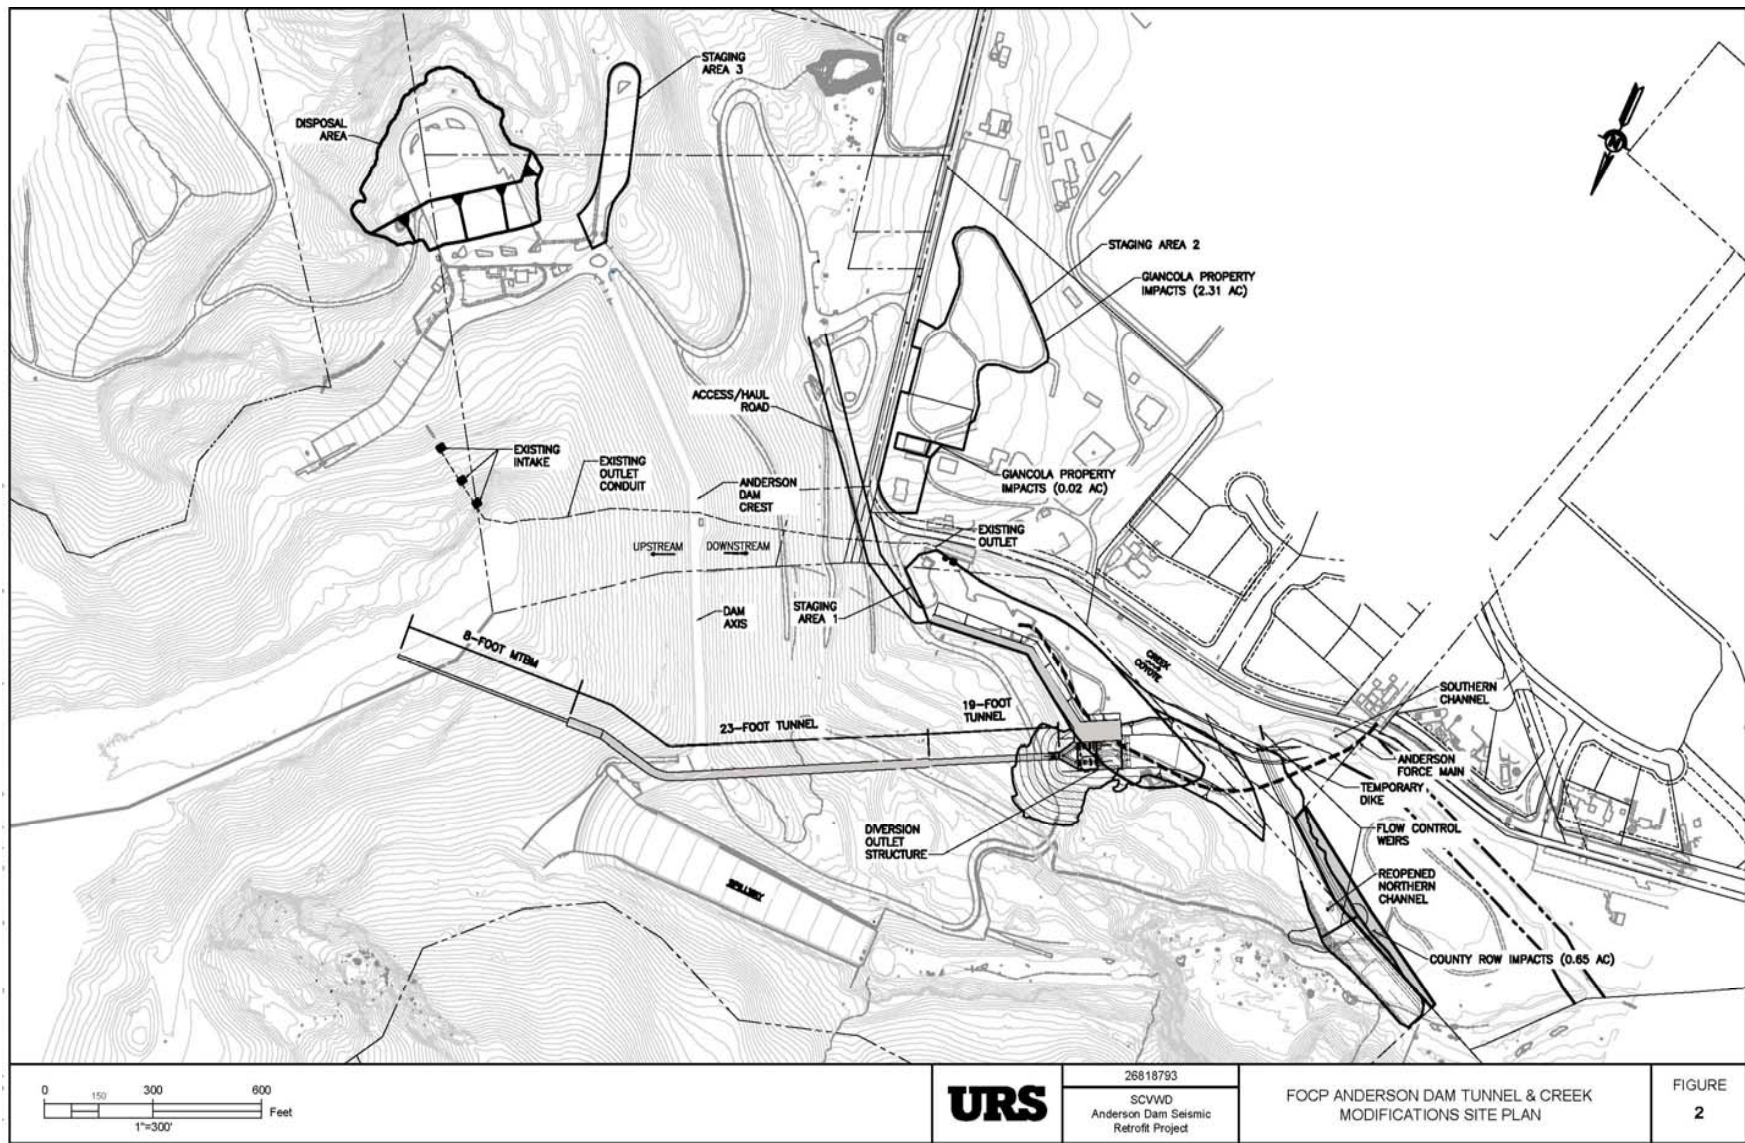 STAGING
AREA 3
DISPOSAL
AREA
N
STAGING AREA 2
GIANCOLA PROPERTY
IMPACTS (2.31 AC)
ACCESS/HAUL
ROAD
EXISTING
INTAKE
EXISTING
OUTLET
CONDUIT
ANDERSON
DAM
CREST
GIANCOLA PROPERTY
IMPACTS (0.02 AC)
EXISTING
OUTLET
UPSTREAM
DOWNSTREAM
DAM
AXIS
STAGING
AREA 1
8-FOOT MTBM
CREEK
COYOTE
23-FOOT TUNNEL
19-FOOT
TUNNEL
SOUTHERN
CHANNEL
ANDERSON
FORCE MAIN
TEMPORARY
DIKE
DIVERSION
OUTLET
STRUCTURE
FLOW CONTROL
WEIRS
SPILLWAY
REOPENED
NORTHERN
CHANNEL
COUNTY ROW IMPACTS (0.65 AC)
0 150 300 600
Feet
1"=300'
URS
26818793
SCVWD
Anderson Dam Seismic
Retrofit Project
FOCP ANDERSON DAM TUNNEL & CREEK
MODIFICATIONS SITE PLAN
FIGURE
2